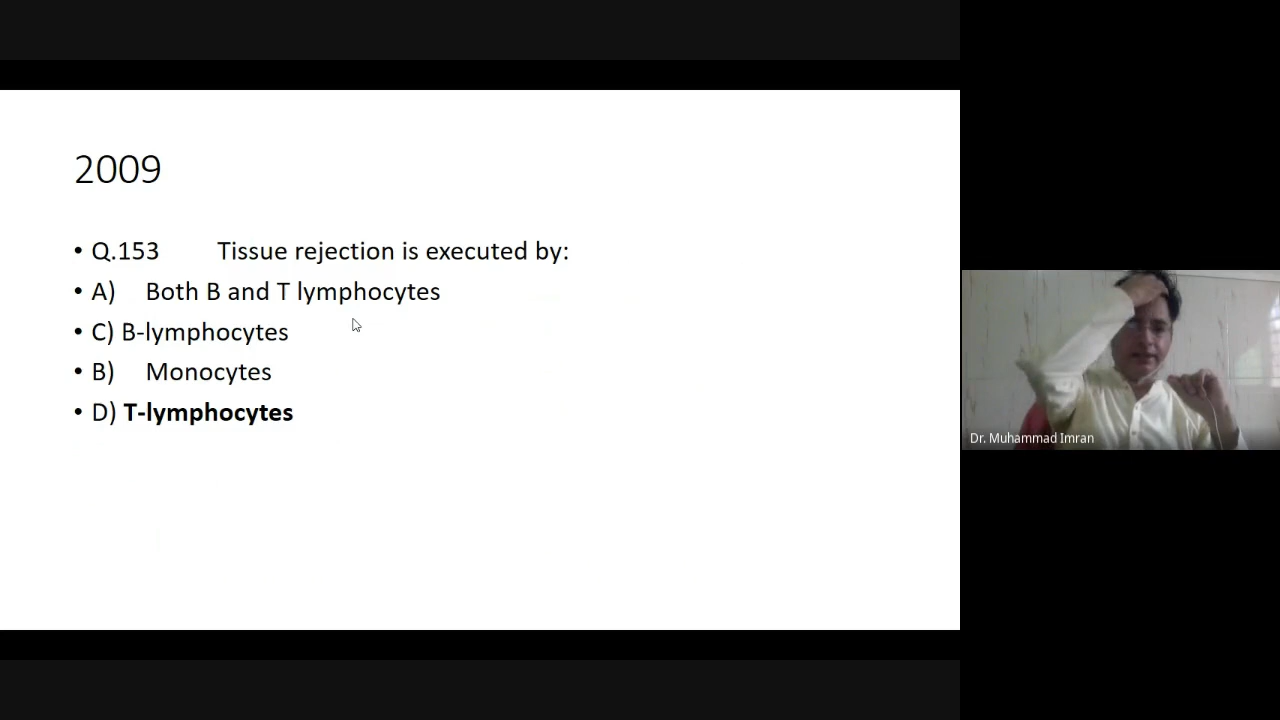 2009
• Q.153 Tissue rejection is executed by:
• A) Both B and T lymphocytes
• C) B-lymphocytes
• B) Monocytes
• D) T-lymphocytes
Dr. Muhammad Imran